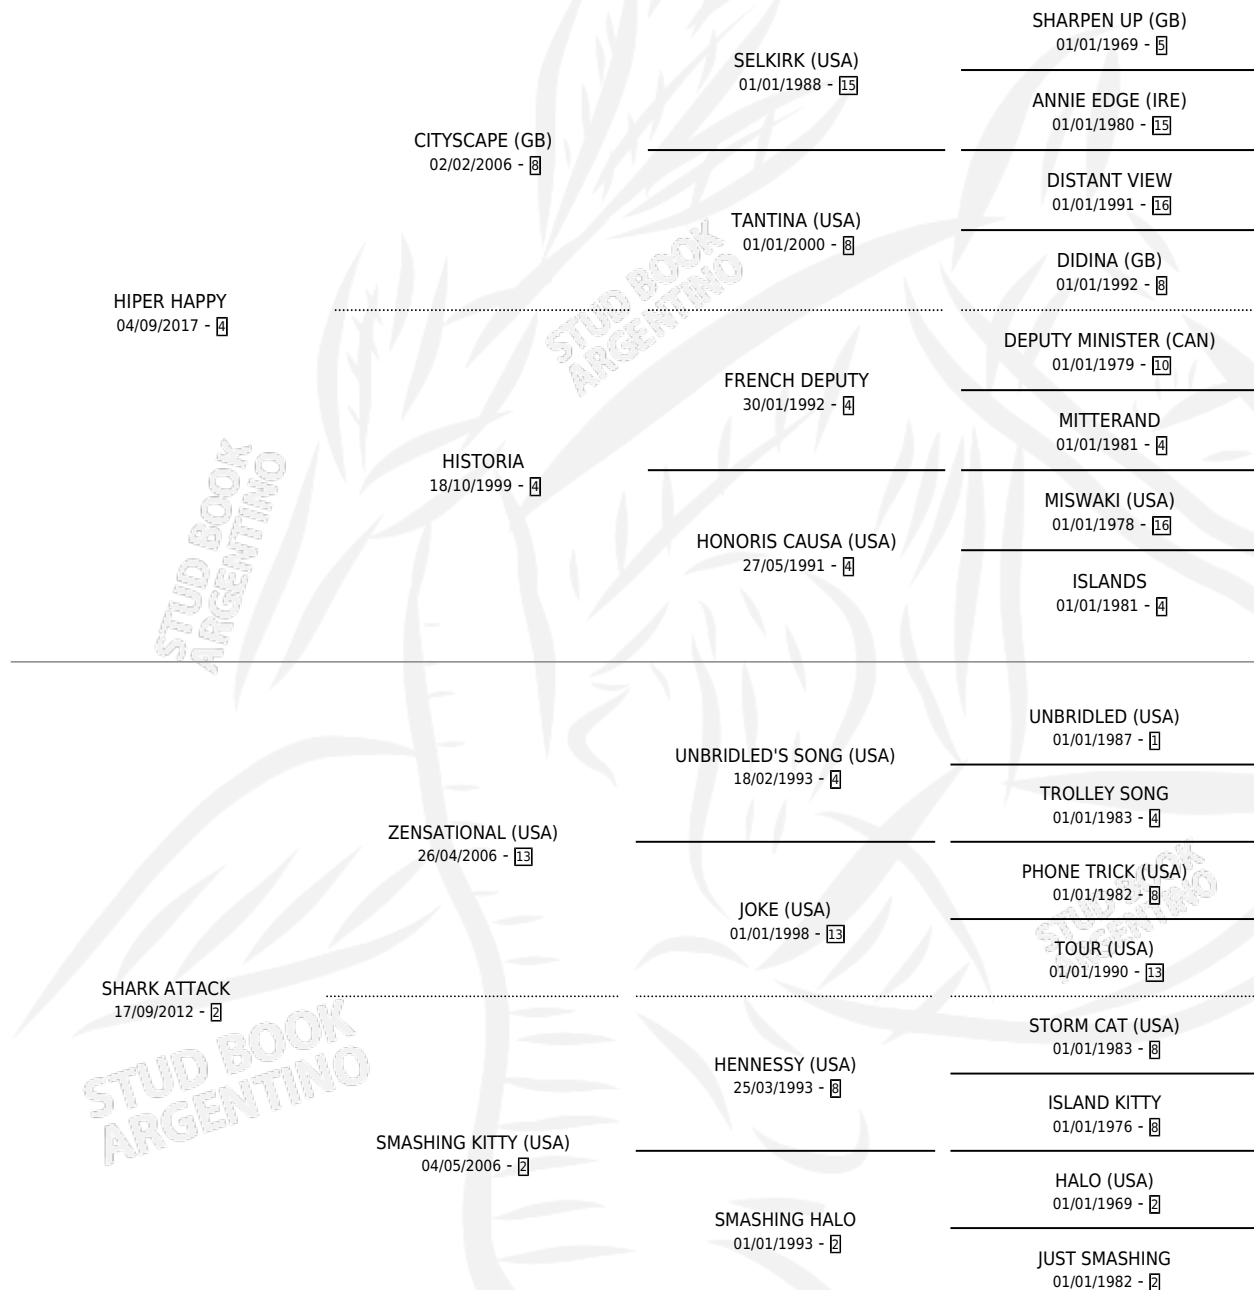 SHARPEN UP (GB)
01/01/1969 - 5
SELKIRK (USA)
01/01/1988 - 15
ANNIE EDGE (IRE)
01/01/1980 - 15
CITYSCAPE (GB)
02/02/2006 - 8
DISTANT VIEW
01/01/1991 - 16
TANTINA (USA)
01/01/2000 - 8
DIDINA (GB)
01/01/1992 - 8
HIPER HAPPY
04/09/2017 - 4
STUD BOOK
ARGENTINO
DEPUTY MINISTER (CAN)
01/01/1979 - 10
FRENCH DEPUTY
30/01/1992 - 4
MITTERAND
01/01/1981 - 4
HISTORIA
18/10/1999 - 4
MISWAKI (USA)
01/01/1978 - 16
HONORIS CAUSA (USA)
27/05/1991 - 4
ISLANDS
01/01/1981 - 4
STUD BOOK
ARGENTINO
UNBRIDLED (USA)
01/01/1987 - 1
UNBRIDLED'S SONG (USA)
18/02/1993 - 4
TROLLEY SONG
01/01/1983 - 4
ZENSATIONAL (USA)
26/04/2006 - 13
PHONE TRICK (USA)
01/01/1982 - 8
JOKE (USA)
01/01/1998 - 13
STUD BOOK
ARGENTINO
TOUR (USA)
01/01/1990 - 13
SHARK ATTACK
17/09/2012 - 2
STUD BOOK
ARGENTINO
STORM CAT (USA)
01/01/1983 - 8
HENNESSY (USA)
25/03/1993 - 8
ISLAND KITTY
01/01/1976 - 8
SMASHING KITTY (USA)
04/05/2006 - 2
HALO (USA)
01/01/1969 - 2
SMASHING HALO
01/01/1993 - 2
JUST SMASHING
01/01/1982 - 2